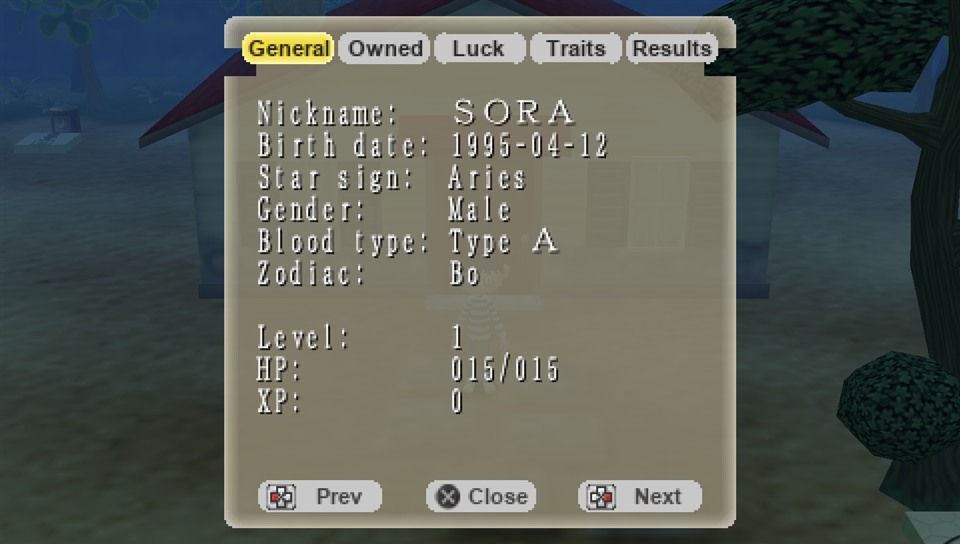 General Owned Luck Traits Results
Nickname: SORA
Birth date: 1995-04-12
Star sign: Aries
Gender: Male
Blood type: Type A
Zodiac: Bo
Level: 1
HP: 015/015
XP: 0
Prev Close Next